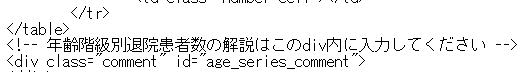 </tr>
</table>
<!-- 年齢階級別退院患者数の解説はこのdiv内に入力してください -->
<div class="comment" id="age_series_comment">